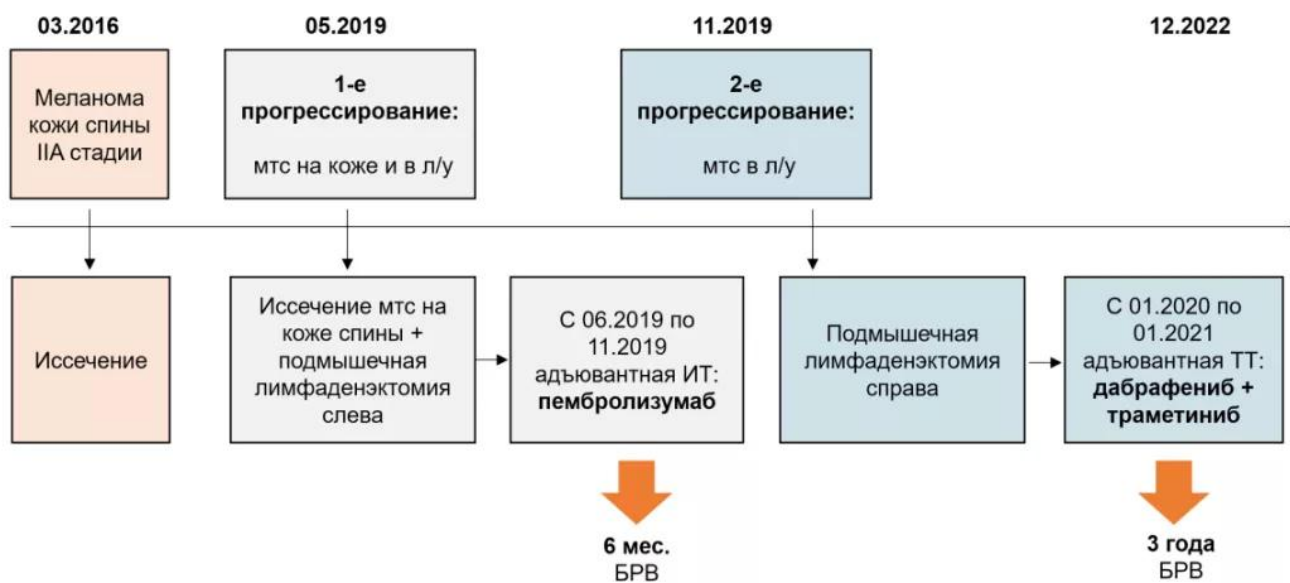 03.2016
05.2019
11.2019
12.2022
Меланома
кожи спины
IIA стадии
1-е
прогрессирование:
мтс на коже и в л/у
2-е
прогрессирование:
мтс в л/у
Иссечение
Иссечение мтс на
коже спины +
подмышечная
лимфаденэктомия
слева
С 06.2019 по
11.2019
адъювантная ИТ:
пембролизумаб
Подмышечная
лимфаденэктомия
справа
С 01.2020 по
01.2021
адъювантная ТТ:
дабрафениб +
траметиниб
6 мес.
БРВ
3 года
БРВ